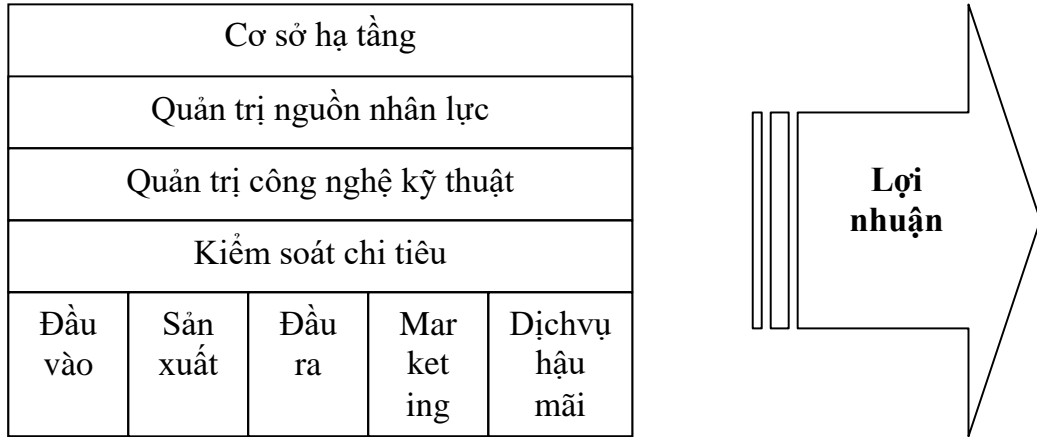 Cơ sở hạ tầng
Quản trị nguồn nhân lực
Quản trị công nghệ kỹ thuật
Kiểm soát chi tiêu
Đầu
vào
Sản
xuất
Đầu
ra
Mar
ket
ing
Dịchvụ
hậu
mãi
Lợi
nhuận